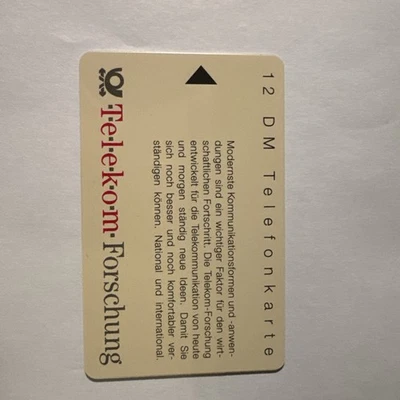 12 DM Telefonkarte
Modernste Kommunikationsformen und -anwen-
dungen sind ein wichtiger Faktor für den wirt-
schaftlichen Fortschritt. Die Telekom-Forschung
entwickelt für die Telekommunikation von heute
und morgen ständig neue Ideen. Damit Sie
sich noch besser und noch komfortabler ver-
ständigen können. National und international.
Telekom Forschung